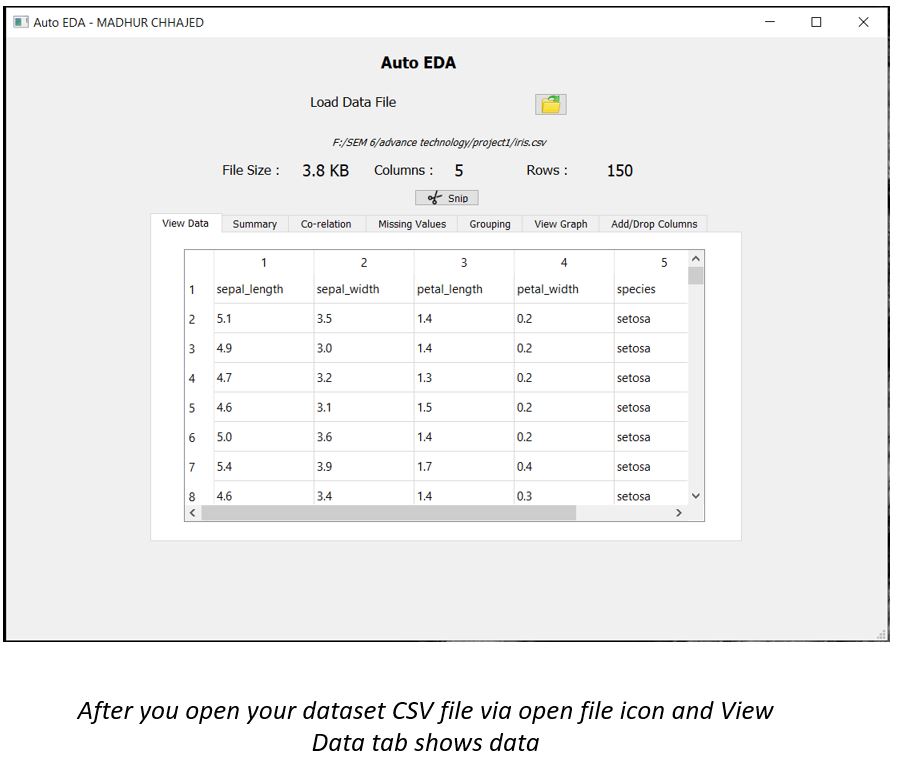 Auto EDA - MADHUR CHHAJED
Auto EDA
Load Data File
F:/SEM 6/advance technology/project1/iris.csv
File Size : 3.8 KB Columns : 5 Rows : 150
Snip
View Data Summary Co-relation Missing Values Grouping View Graph Add/Drop Columns
1 2 3 4 5
1 sepal_length sepal_width petal_length petal_width species
2 5.1 3.5 1.4 0.2 setosa
3 4.9 3.0 1.4 0.2 setosa
4 4.7 3.2 1.3 0.2 setosa
5 4.6 3.1 1.5 0.2 setosa
6 5.0 3.6 1.4 0.2 setosa
7 5.4 3.9 1.7 0.4 setosa
8 4.6 3.4 1.4 0.3 setosa
After you open your dataset CSV file via open file icon and View
Data tab shows data